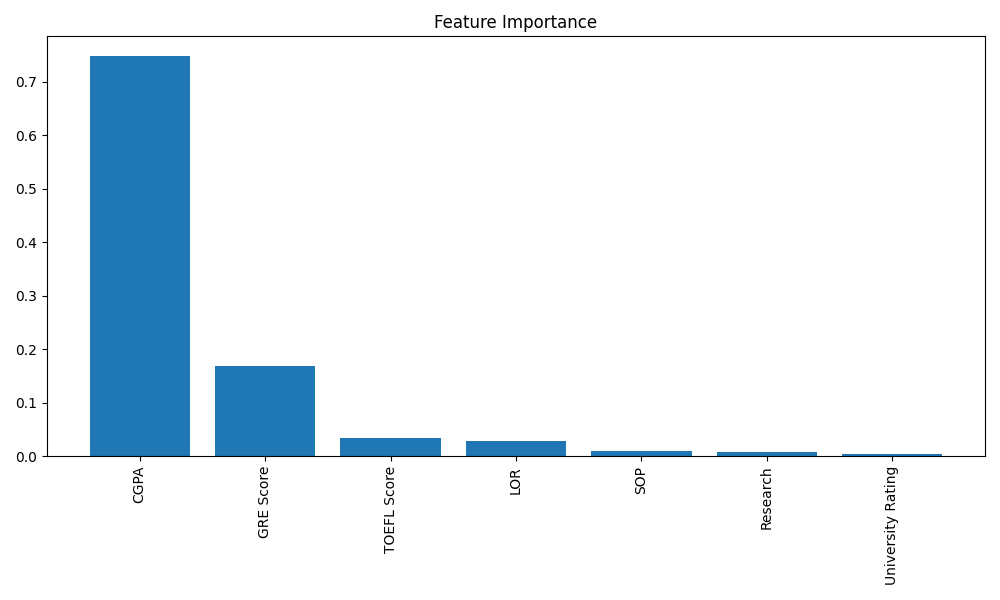 Feature Importance
0.7
0.6
0.5
0.4
0.3
0.2
0.1
0.0
CGPA
GRE Score
TOEFL Score
LOR
SOP
Research
University Rating